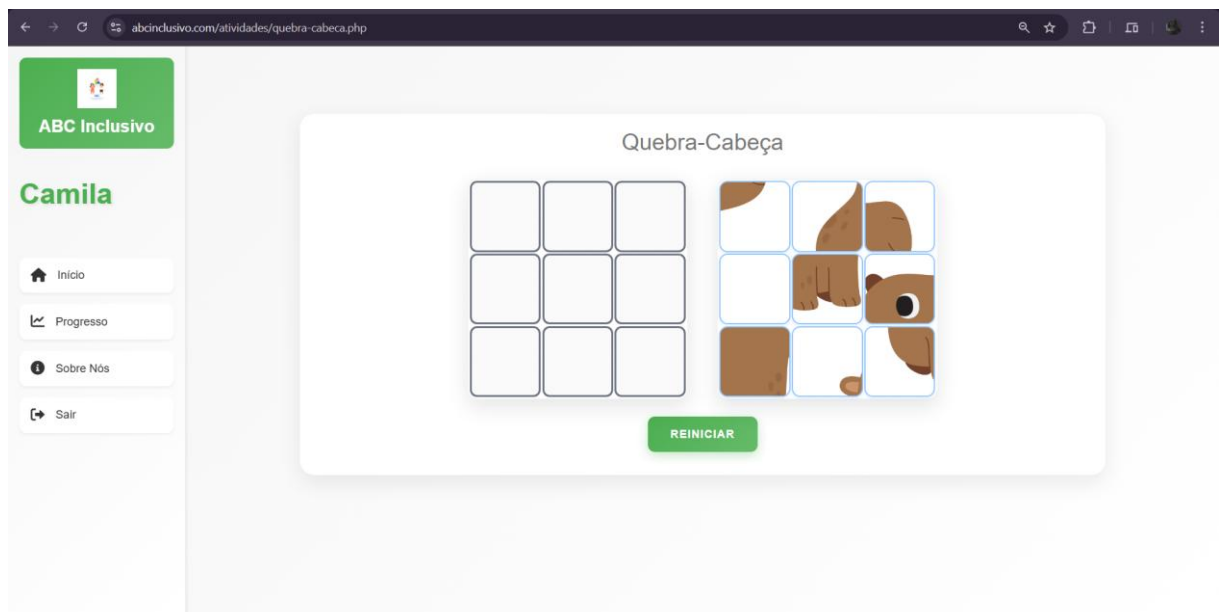 abcinclusivo.com/atividades/quebra-cabeca.php
ABC Inclusivo
Camila
Início
Progresso
Sobre Nós
Sair
Quebra-Cabeça
REINICIAR